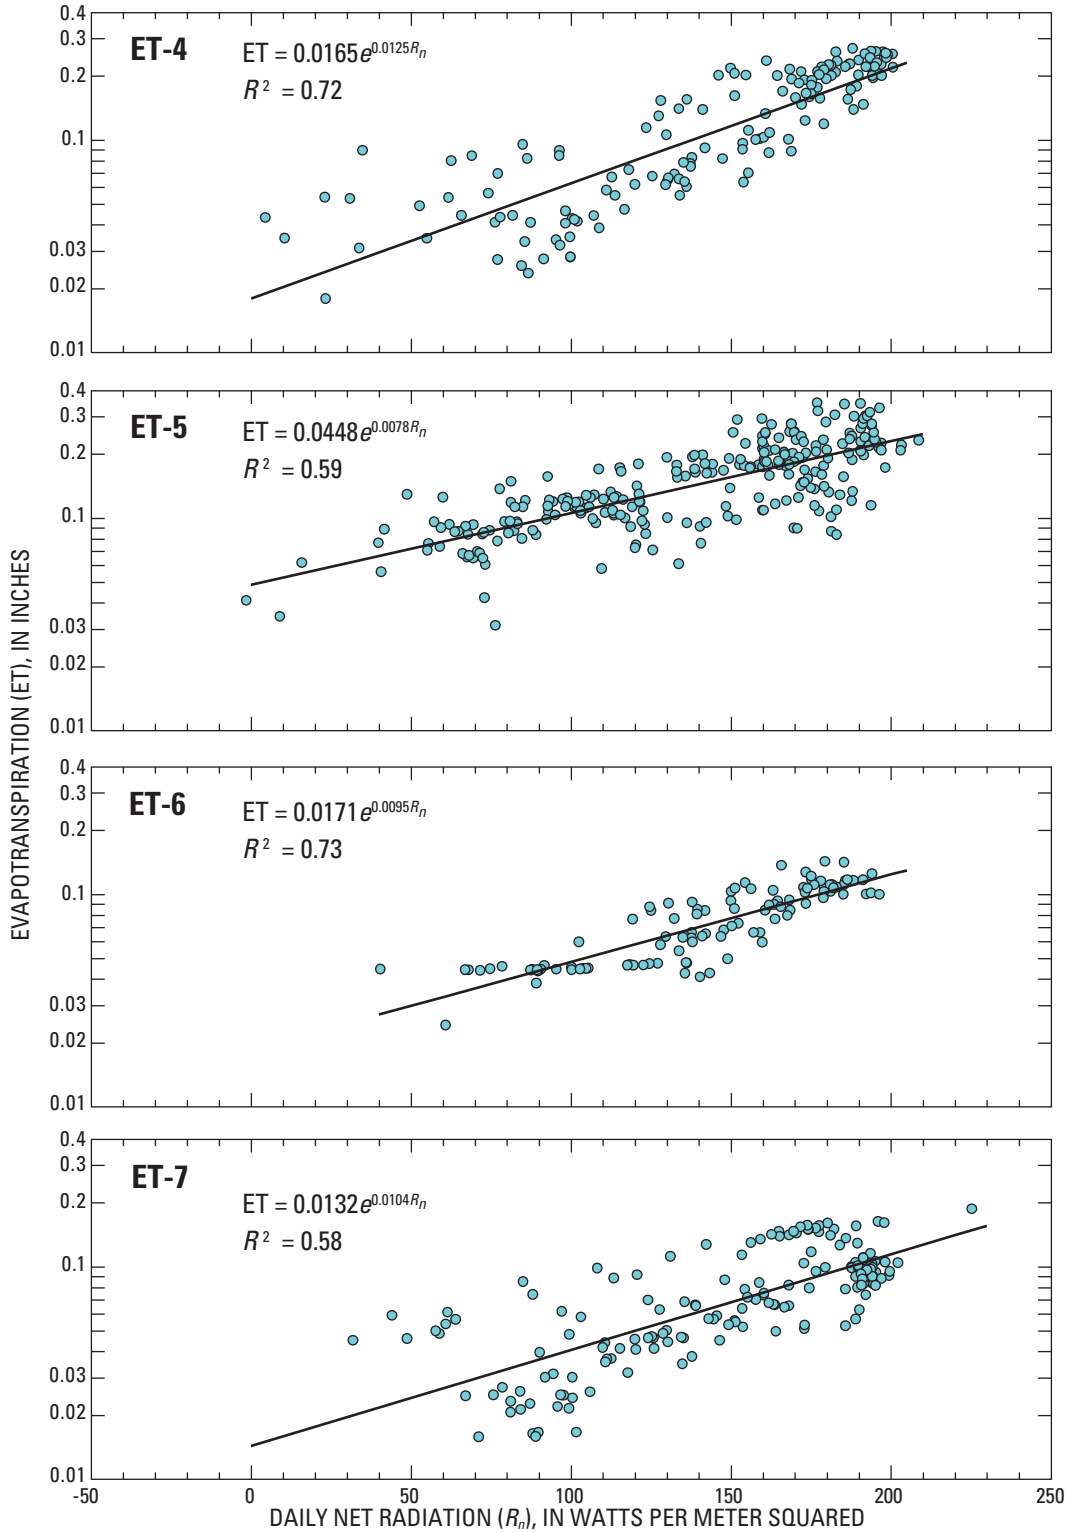 EVAPOTRANSPIRATION (ET), IN INCHES
0.4
0.3
0.2
0.1
0.03
0.02
0.01
ET-4
ET = 0.0165e^0.0125Rn
R² = 0.72
0.4
0.3
0.2
0.1
0.03
0.02
0.01
ET-5
ET = 0.0448e^0.0078Rn
R² = 0.59
0.4
0.3
0.2
0.1
0.03
0.02
0.01
ET-6
ET = 0.0171e^0.0095Rn
R² = 0.73
0.4
0.3
0.2
0.1
0.03
0.02
0.01
ET-7
ET = 0.0132e^0.0104Rn
R² = 0.58
-50 0 50 100 150 200 250
DAILY NET RADIATION (Rn), IN WATTS PER METER SQUARED